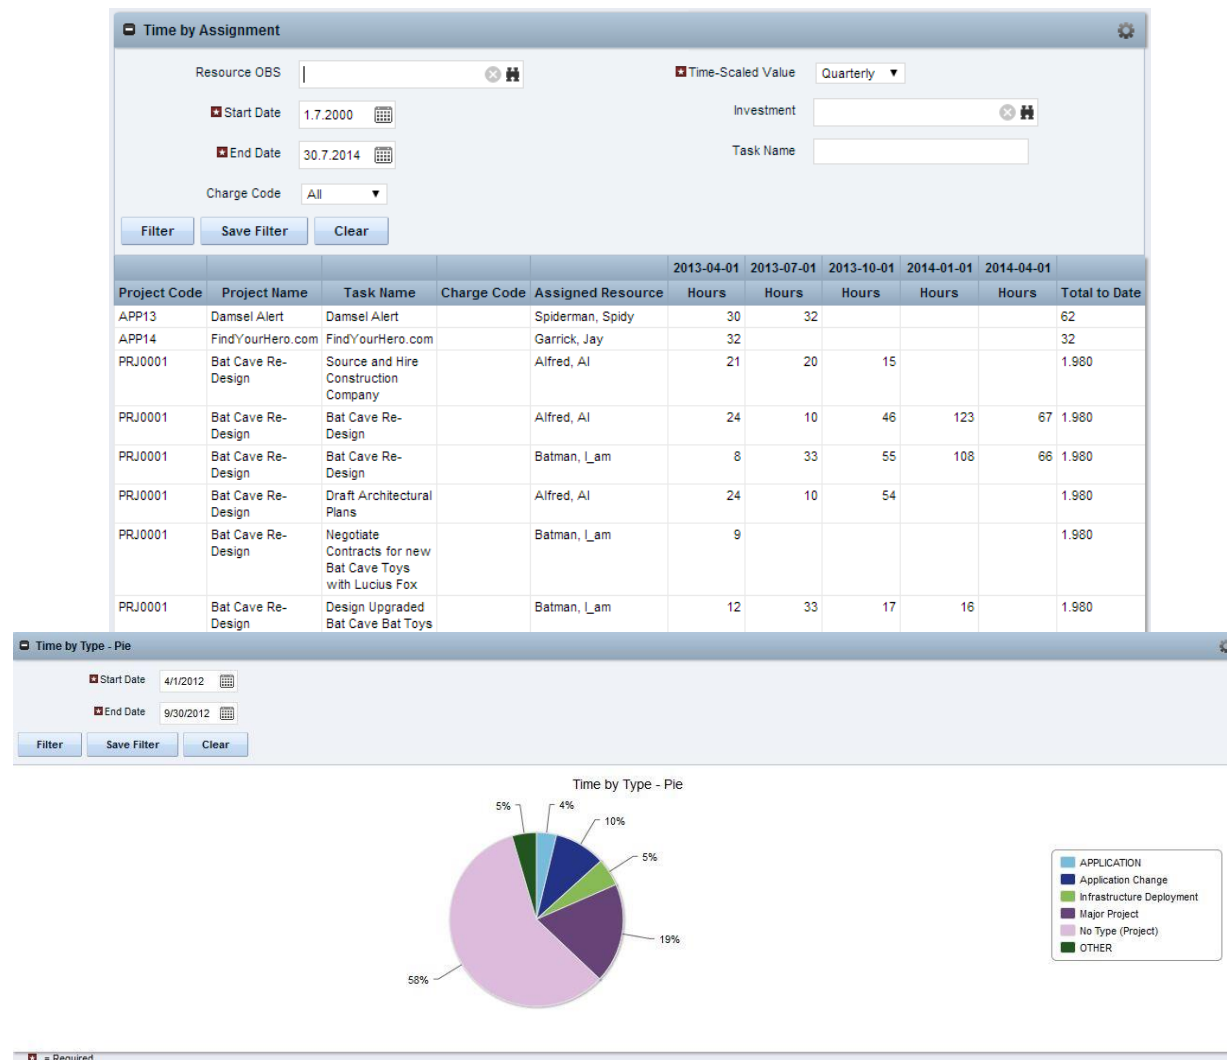 Time by Assignment
Resource OBS
Time-Scaled Value Quarterly
Start Date 1.7.2000
Investment
End Date 30.7.2014
Task Name
Charge Code All
Filter Save Filter Clear
2013-04-01 2013-07-01 2013-10-01 2014-01-01 2014-04-01
Project Code Project Name Task Name Charge Code Assigned Resource Hours Hours Hours Hours Hours Total to Date
APP13 Damsel Alert Damsel Alert Spiderman, Spidy 30 32 62
APP14 FindYourHero.com FindYourHero.com Garrick, Jay 32 32
PRJ0001 Bat Cave Re- Source and Hire Alfred, Al 21 20 15 1.980
Design Construction
Company
PRJ0001 Bat Cave Re- Bat Cave Re- Alfred, Al 24 10 46 123 67 1.980
Design Design
PRJ0001 Bat Cave Re- Bat Cave Re- Batman, I_am 8 33 55 108 66 1.980
Design Design
PRJ0001 Bat Cave Re- Draft Architectural Alfred, Al 24 10 54 1.980
Design Plans
PRJ0001 Bat Cave Re- Negotiate Batman, I_am 9 1.980
Design Contracts for new
Bat Cave Toys
with Lucius Fox
PRJ0001 Bat Cave Re- Design Upgraded Batman, I_am 12 33 17 16 1.980
Design Bat Cave Bat Toys
Time by Type - Pie
Start Date 4/1/2012
End Date 9/30/2012
Filter Save Filter Clear
Time by Type - Pie
5% 4%
10%
5%
19%
58%
APPLICATION
Application Change
Infrastructure Deployment
Major Project
No Type (Project)
OTHER
= Required